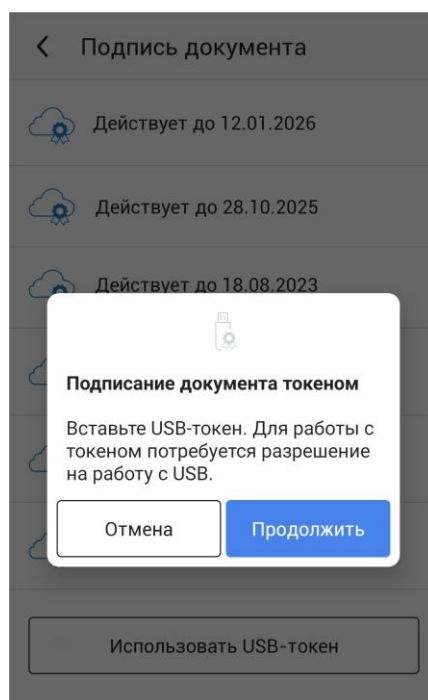 Подпись документа
Действует до 12.01.2026
Действует до 28.10.2025
Действует до 18.08.2023
Подписание документа токеном
Вставьте USB-токен. Для работы с
токеном потребуется разрешение
на работу с USB.
Отмена
Продолжить
Использовать USB-токен